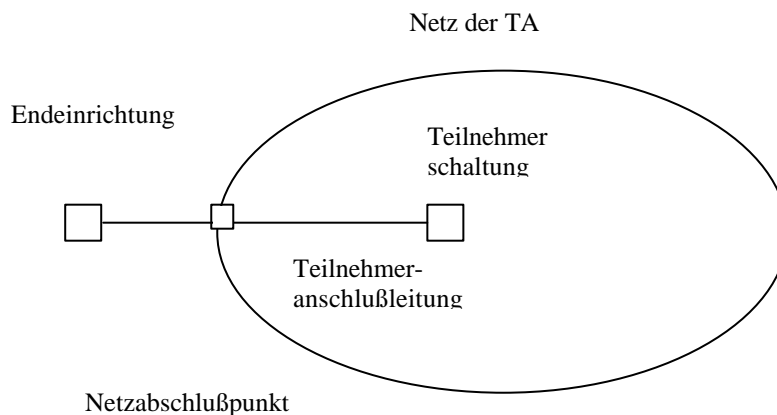 Netz der TA
Endeinrichtung
Teilnehmer
schaltung
Teilnehmer-
anschlußleitung
Netzabschlußpunkt